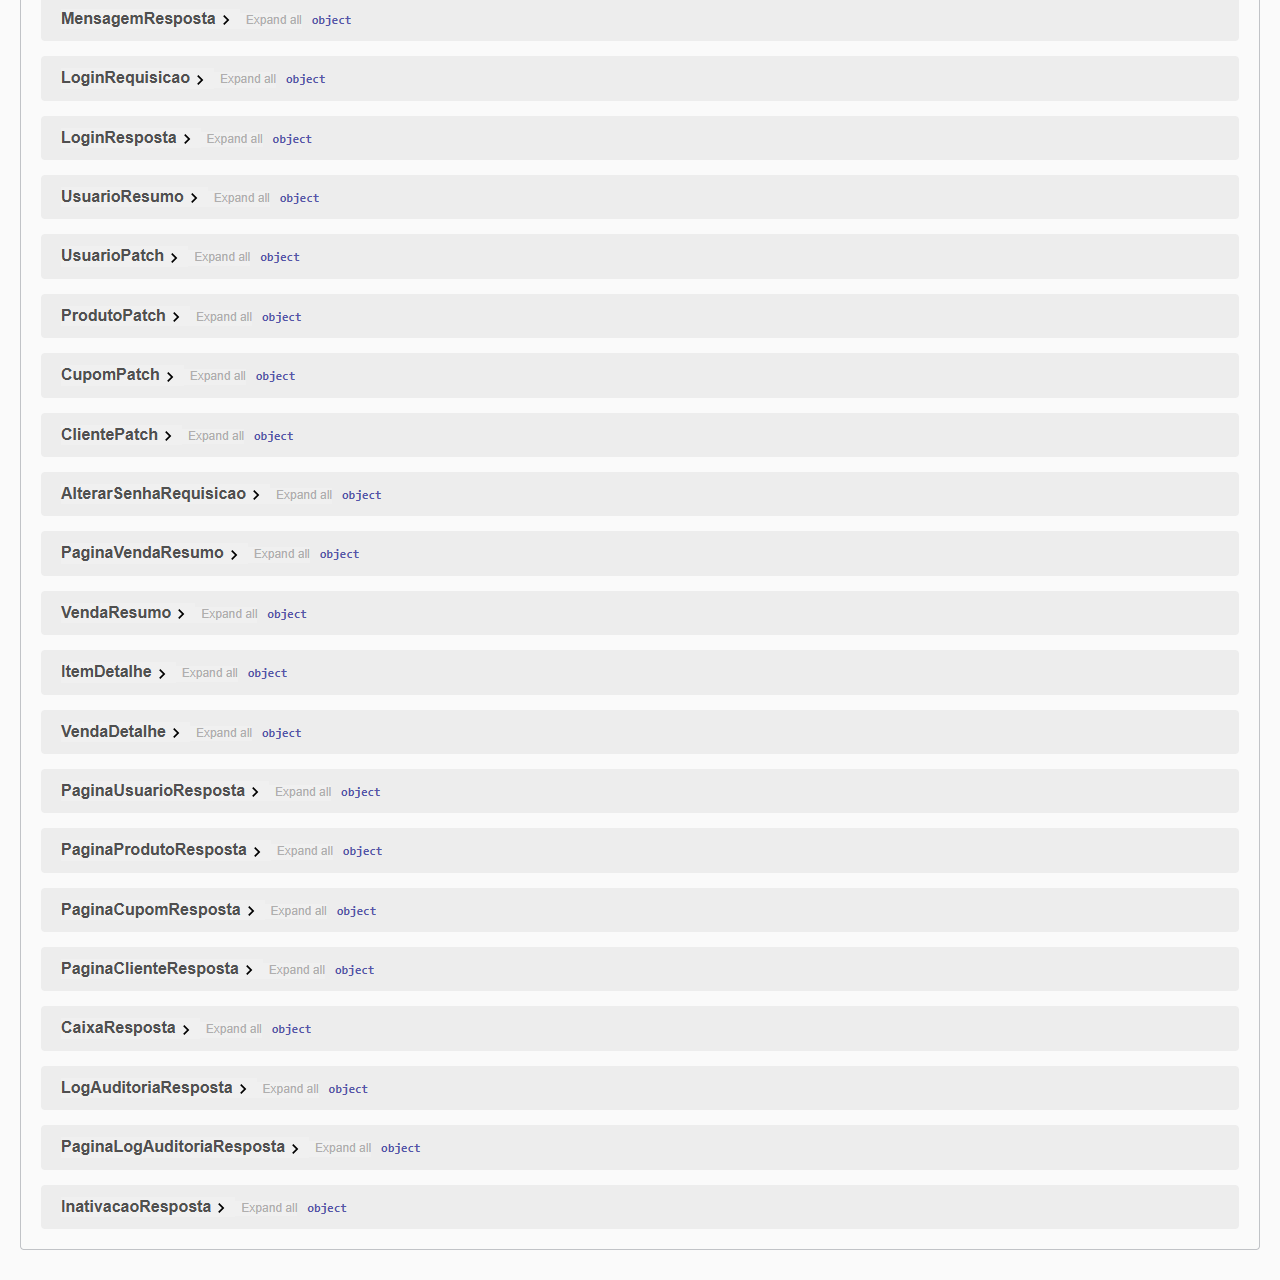 MensagemResposta Expand all object
LoginRequisicao Expand all object
LoginResposta Expand all object
UsuarioResumo Expand all object
UsuarioPatch Expand all object
ProdutoPatch Expand all object
CupomPatch Expand all object
ClientePatch Expand all object
AlterarSenhaRequisicao Expand all object
PaginaVendaResumo Expand all object
VendaResumo Expand all object
ItemDetalhe Expand all object
VendaDetalhe Expand all object
PaginaUsuarioResposta Expand all object
PaginaProdutoResposta Expand all object
PaginaCupomResposta Expand all object
PaginaClienteResposta Expand all object
CaixaResposta Expand all object
LogAuditoriaResposta Expand all object
PaginaLogAuditoriaResposta Expand all object
InativacaoResposta Expand all object